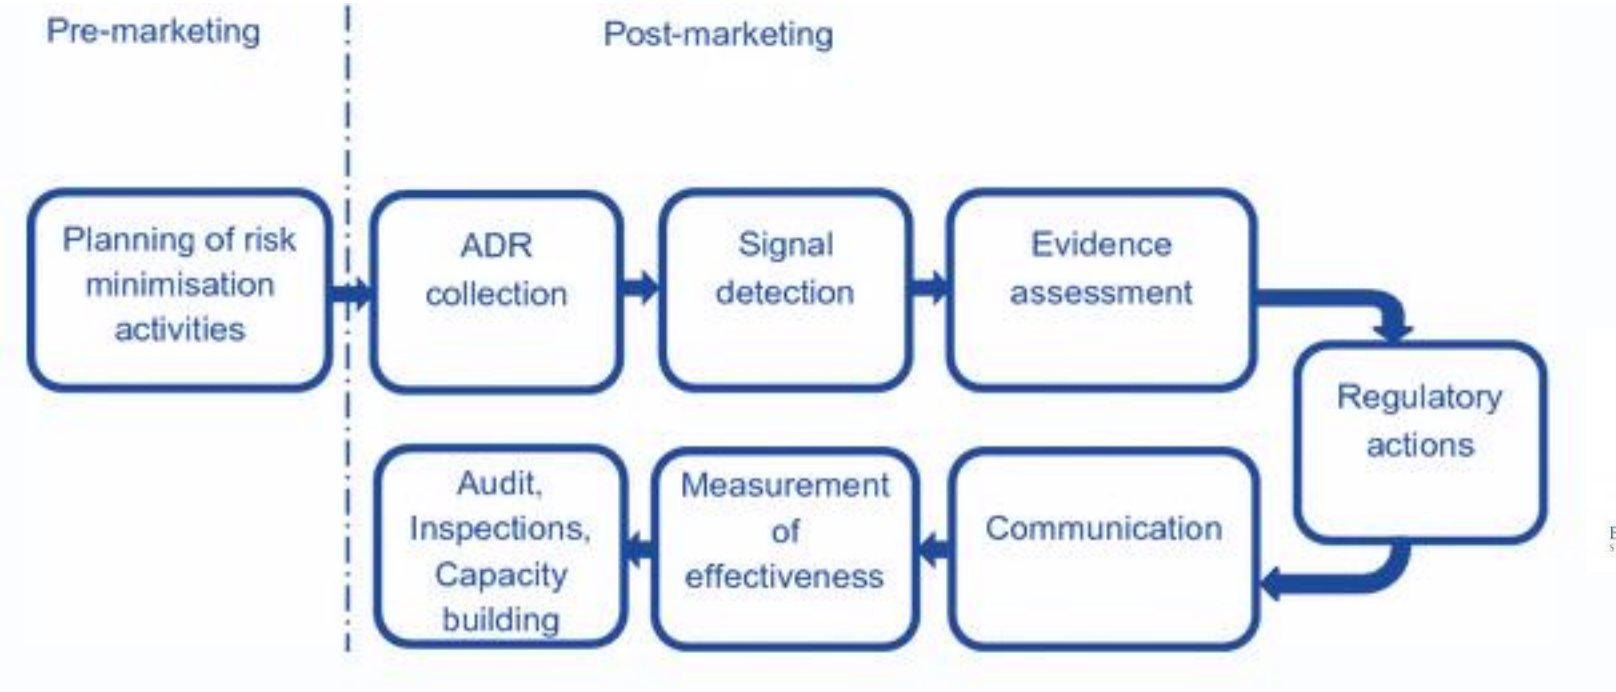 Pre-marketing
Post-marketing
Planning of risk
minimisation
activities
ADR
collection
Signal
detection
Evidence
assessment
Regulatory
actions
Communication
Measurement
of
effectiveness
Audit,
Inspections,
Capacity
building